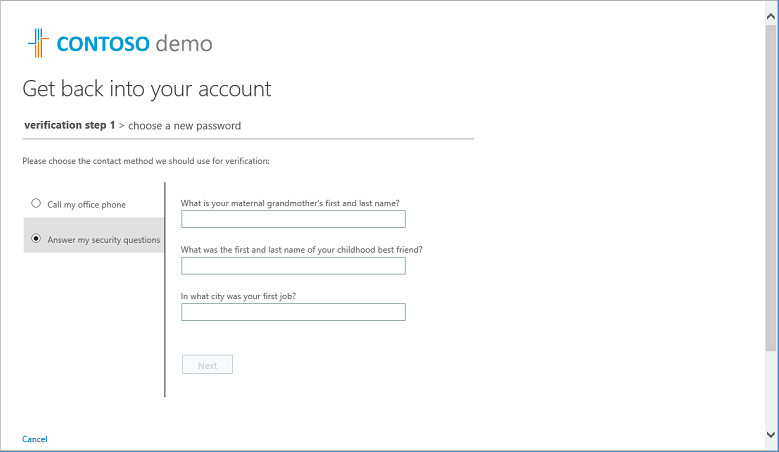 CONTOSO demo
Get back into your account
verification step 1 > choose a new password
Please choose the contact method we should use for verification:
Call my office phone
Answer my security questions
What is your maternal grandmother's first and last name?
What was the first and last name of your childhood best friend?
In what city was your first job?
Next
Cancel